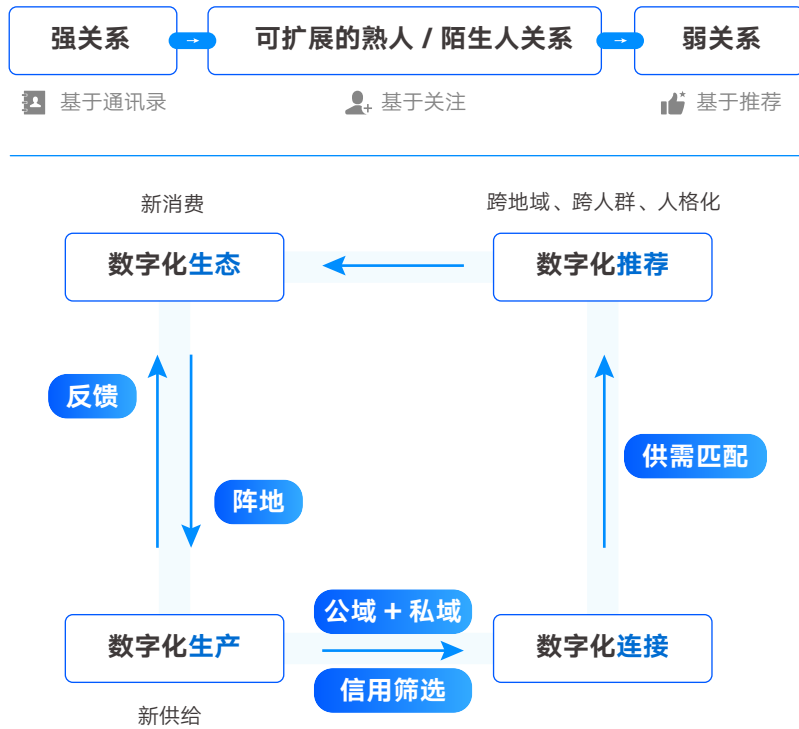 强关系 → 可扩展的熟人 / 陌生人关系 → 弱关系
基于通讯录 基于关注 基于推荐
新消费 跨地域、跨人群、人格化
数字化生态 数字化推荐
反馈
供需匹配
阵地
公域 + 私域
数字化生产 数字化连接
信用筛选
新供给